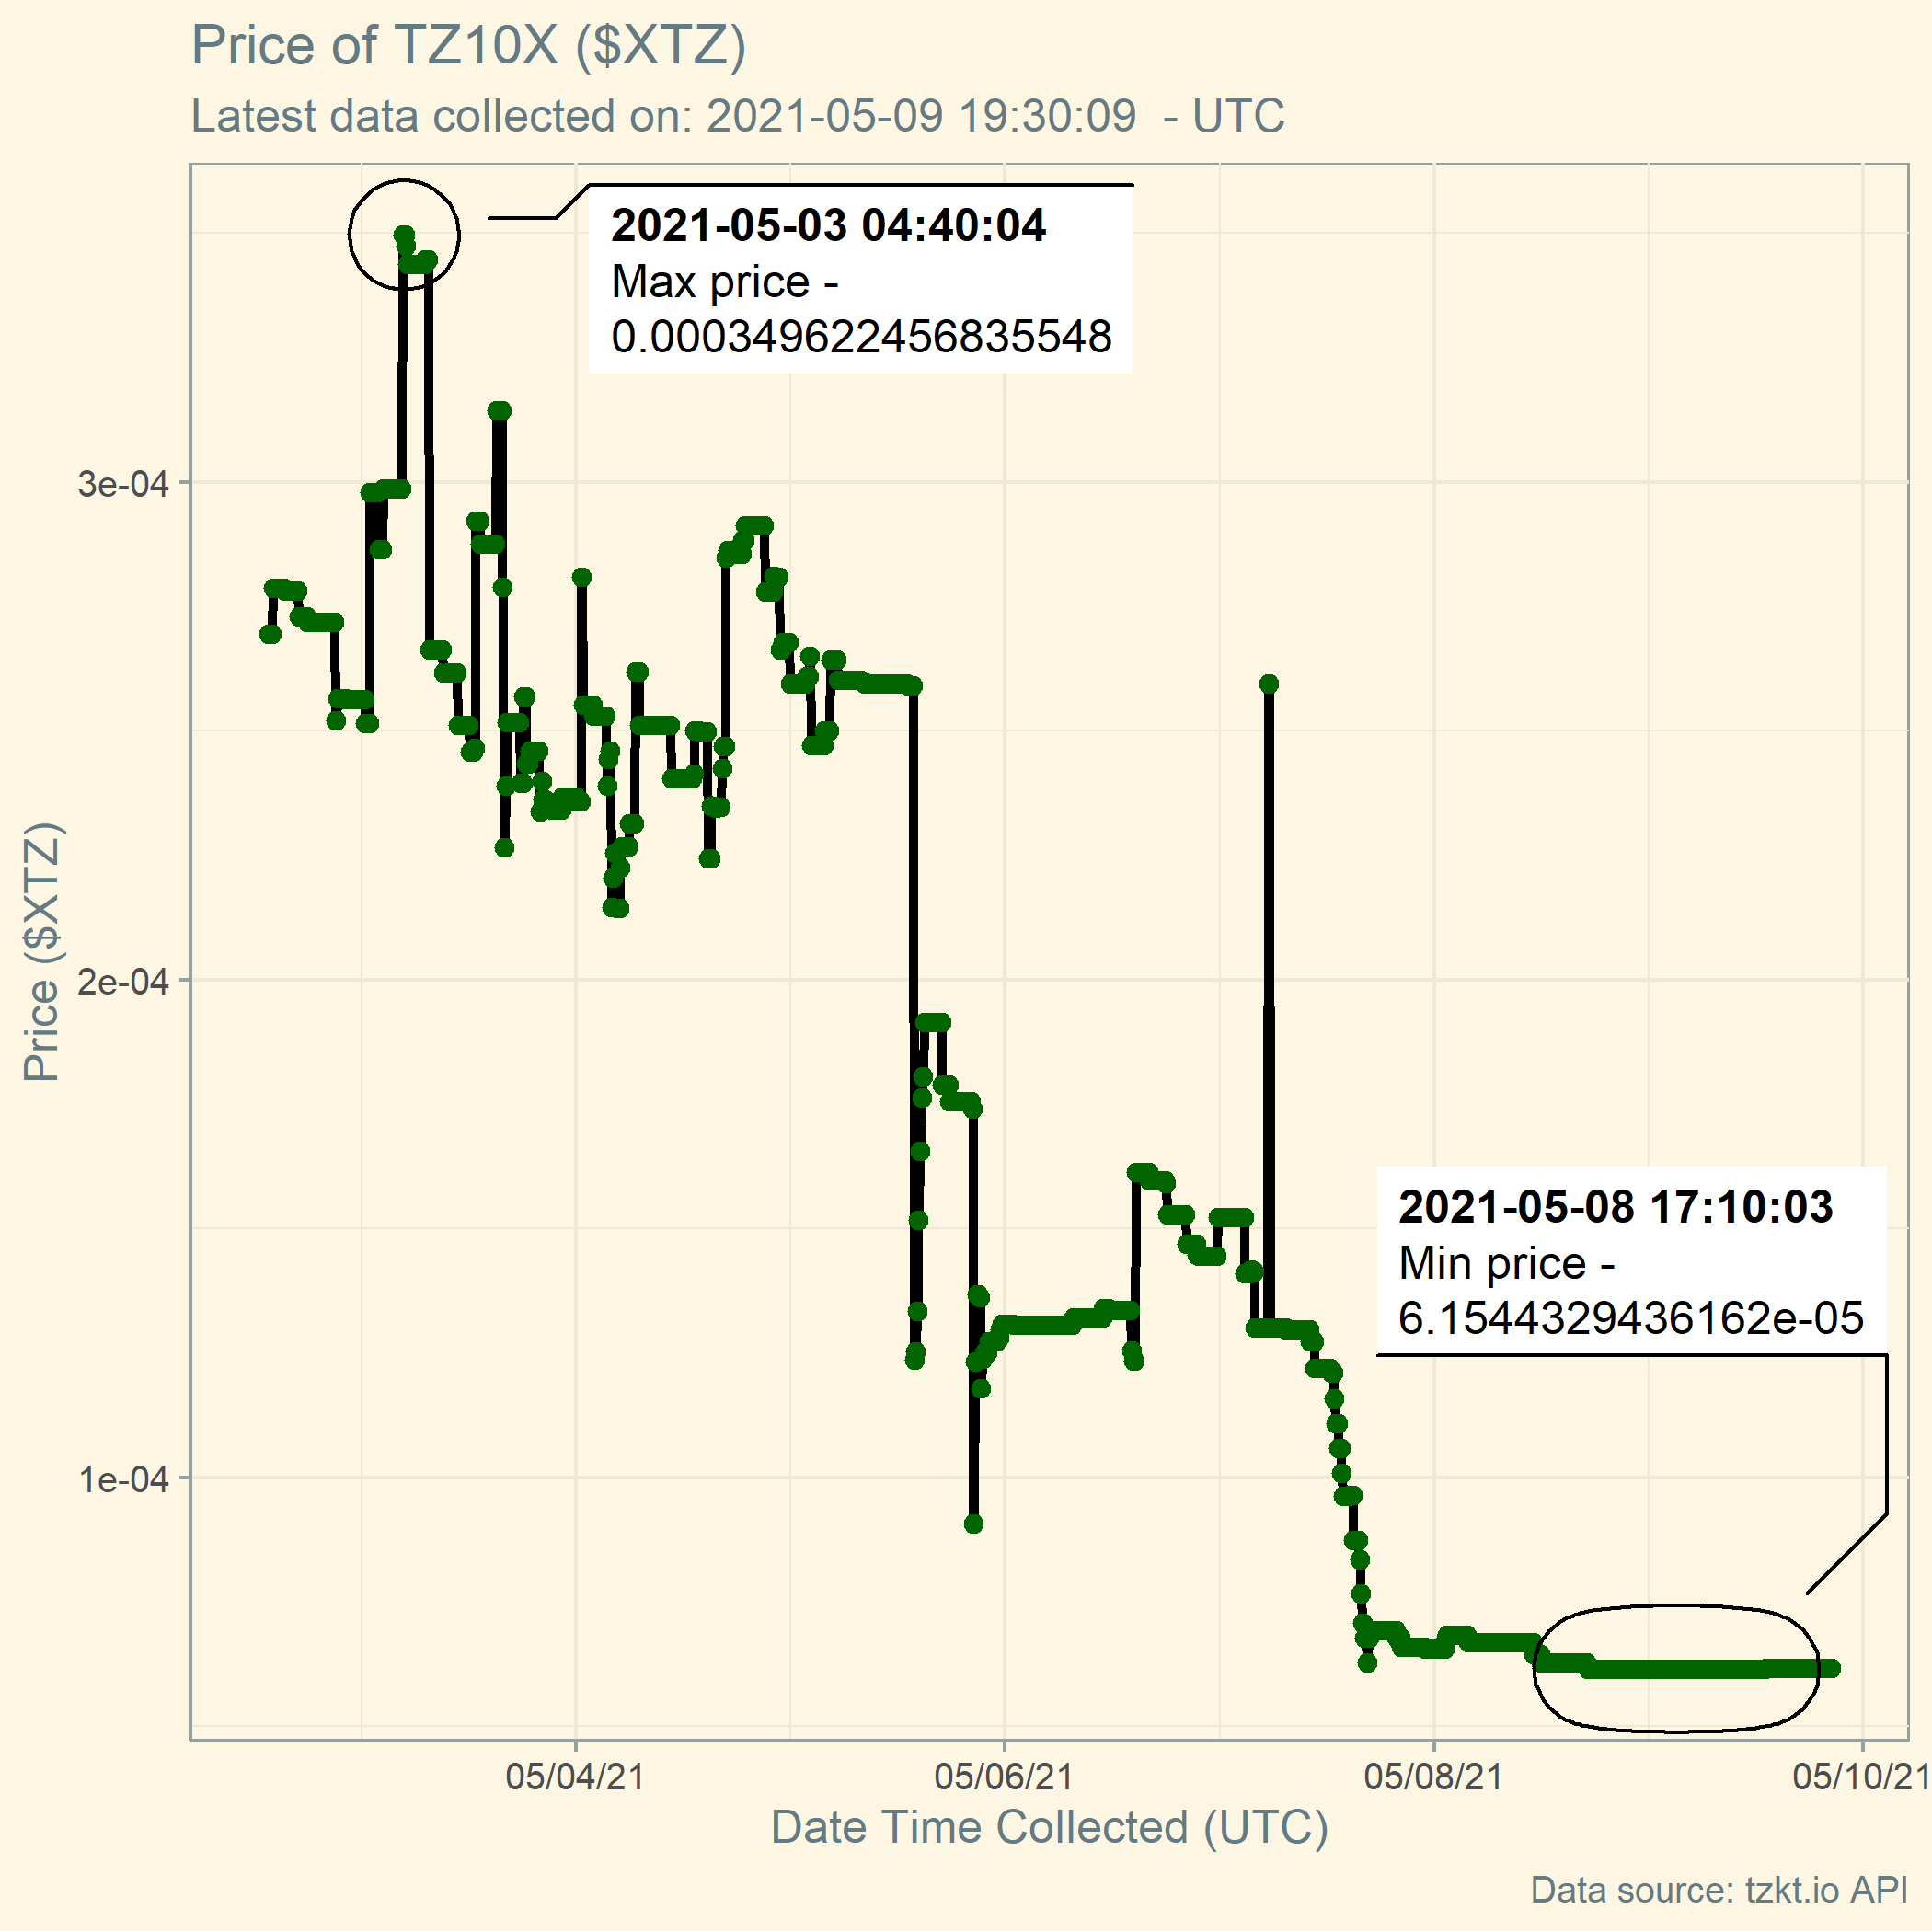 Price of TZ10X ($XTZ)
Latest data collected on: 2021-05-09 19:30:09  - UTC
2021-05-03 04:40:04
Max price -
0.000349622456835548
3e-04
2e-04
1e-04
Price ($XTZ)
2021-05-08 17:10:03
Min price -
6.1544329436162e-05
05/04/21
05/06/21
05/08/21
05/10/21
Date Time Collected (UTC)
Data source: tzkt.io API